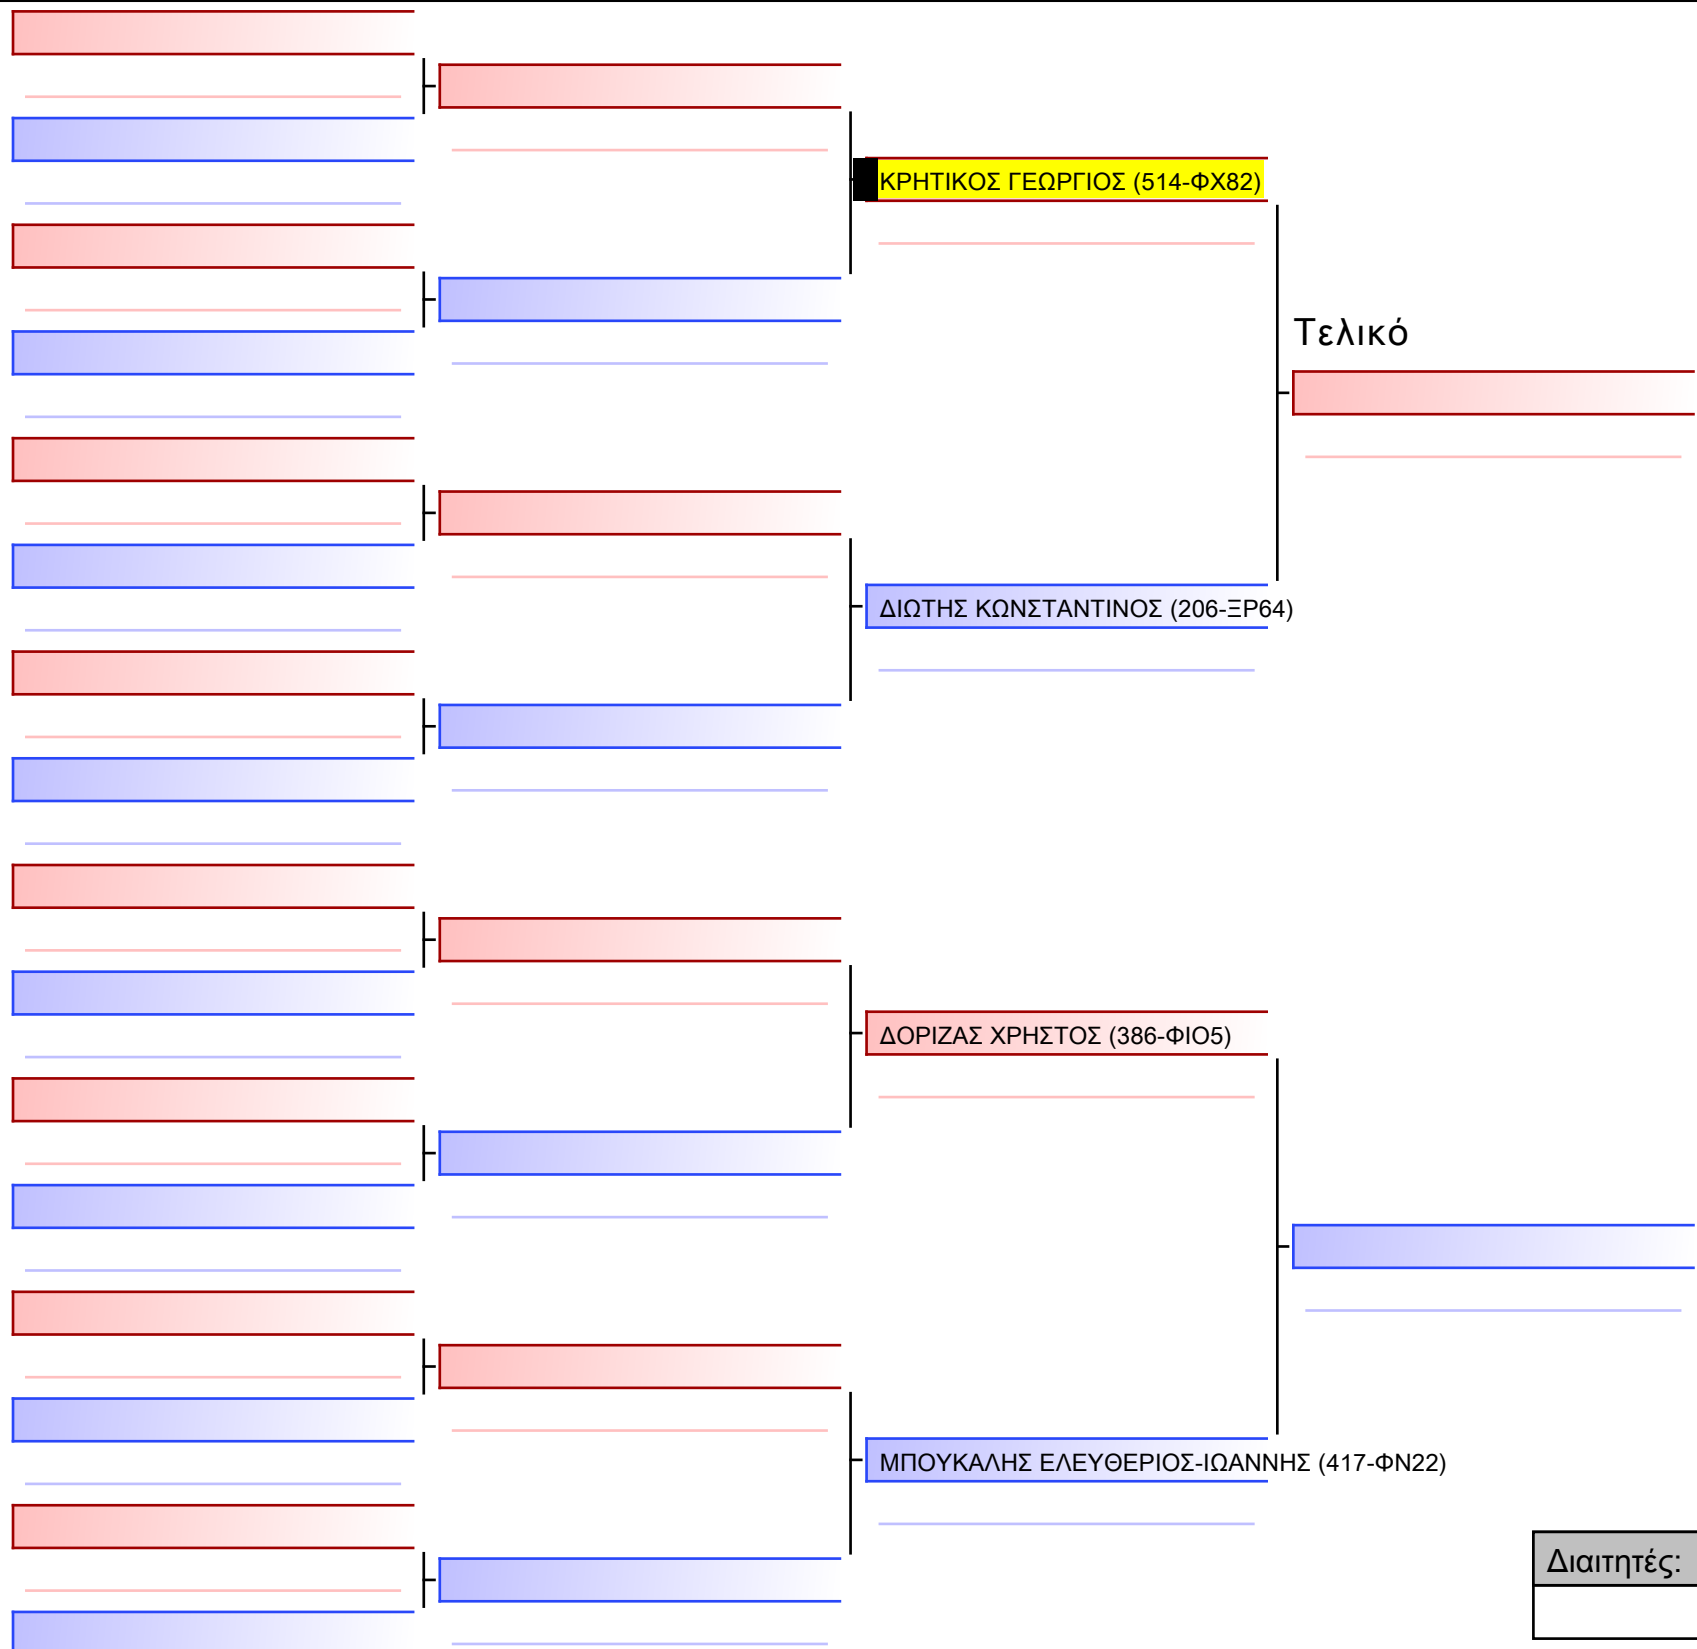 ΚΡΗΤΙΚΟΣ ΓΕΩΡΓΙΟΣ (514-ΦΧ82)
Τελικό
ΔΙΩΤΗΣ ΚΩΝΣΤΑΝΤΙΝΟΣ (206-ΞΡ64)
ΔΟΡΙΖΑΣ ΧΡΗΣΤΟΣ (386-ΦΙΟ5)
ΜΠΟΥΚΑΛΗΣ ΕΛΕΥΘΕΡΙΟΣ-ΙΩΑΝΝΗΣ (417-ΦΝ22)
Διαιτητές: